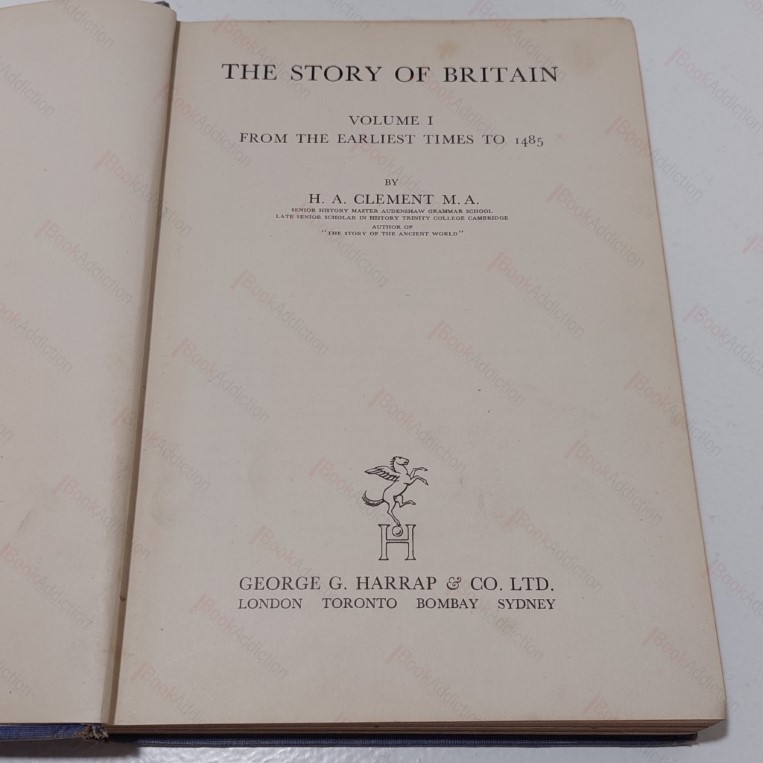 THE STORY OF BRITAIN
VOLUME I
FROM THE EARLIEST TIMES TO 1485
BY
H. A. CLEMENT M.A.
SENIOR HISTORY MASTER AUDENSHAW GRAMMAR SCHOOL
LATE SENIOR SCHOLAR IN HISTORY TRINITY COLLEGE CAMBRIDGE
AUTHOR OF
"THE STORY OF THE ANCIENT WORLD"
H
GEORGE G. HARRAP & CO. LTD.
LONDON TORONTO BOMBAY SYDNEY
BookAddiction